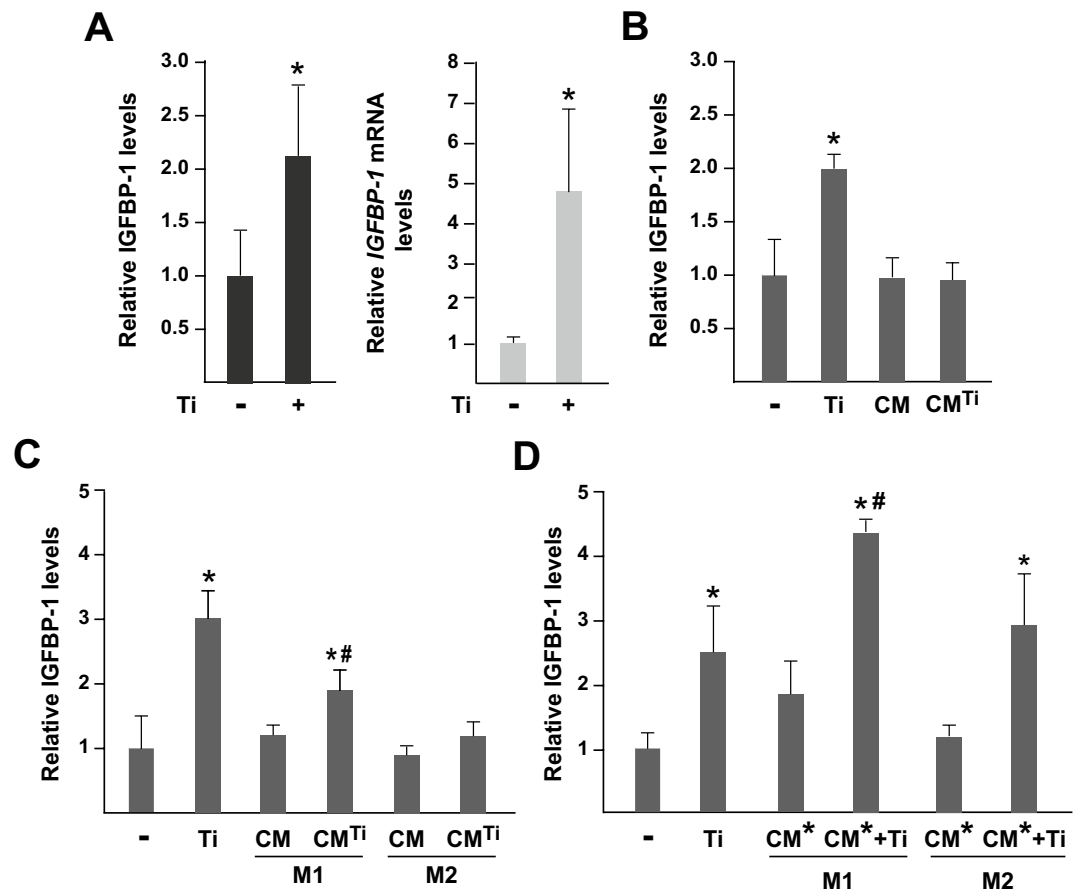 A
Relative IGFBP-1 levels
3.0
2.5
2.0
1.5
1.0
0.5
*
Ti - +
Relative IGFBP-1 mRNA
levels
8
7
6
5
4
3
2
1
*
Ti - +
B
Relative IGFBP-1 levels
3.0
2.5
2.0
1.5
1.0
0.5
*
- Ti CM CMTi
C
Relative IGFBP-1 levels
5
4
3
2
1
*
*#
- Ti CM CMTi CM CMTi
M1 M2
D
Relative IGFBP-1 levels
5
4
3
2
1
*
*#
*
- Ti CM* CM*+Ti CM* CM*+Ti
M1 M2